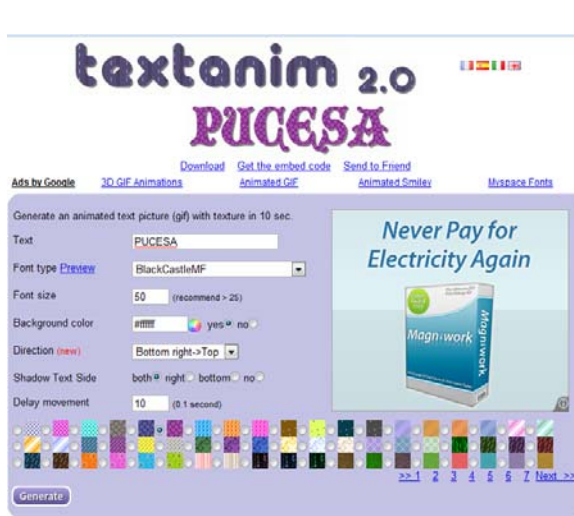 textanim 2.0
PUCESA
Download Get the embed code Send to Friend
Ads by Google 3D GIF Animations Animated GIF Animated Smiley Myspace Fonts
Generate an animated text picture (gif) with texture in 10 sec.
Text PUCESA
Font type Preview BlackCastleMF
Font size 50 (recommend > 25)
Background color #ffffff yes no
Direction (new) Bottom right->Top
Shadow Text Side both right bottom no
Delay movement 10 (0.1 second)
Never Pay for
Electricity Again
Magniwork
Magniwork
>> 1 2 3 4 5 6 7 Next >>
Generate